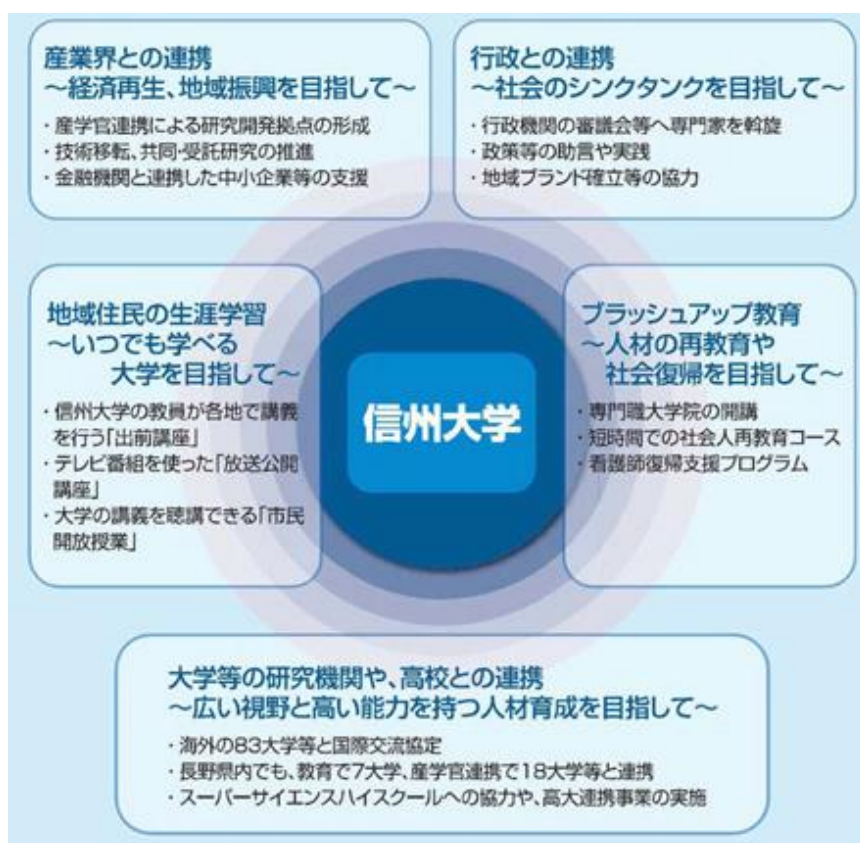 産業界との連携
～経済再生、地域振興を目指して～
・産学官連携による研究開発拠点の形成
・技術移転、共同・受託研究の推進
・金融機関と連携した中小企業等の支援
行政との連携
～社会のシンクタンクを目指して～
・行政機関の審議会等へ専門家を斡旋
・政策等の助言や実践
・地域ブランド確立等の協力
地域住民の生涯学習
～いつでも学べる
大学を目指して～
・信州大学の教員が各地で講義
を行う「出前講座」
・テレビ番組を使った「放送公開
講座」
・大学の講義を聴講できる「市民
開放授業」
信州大学
ブラッシュアップ教育
～人材の再教育や
社会復帰を目指して～
・専門職大学院の開講
・短時間での社会人再教育コース
・看護師復帰支援プログラム
大学等の研究機関や、高校との連携
～広い視野と高い能力を持つ人材育成を目指して～
・海外の83大学等と国際交流協定
・長野県内でも、教育で7大学、産学官連携で18大学等と連携
・スーパーサイエンスハイスクールへの協力や、高大連携事業の実施